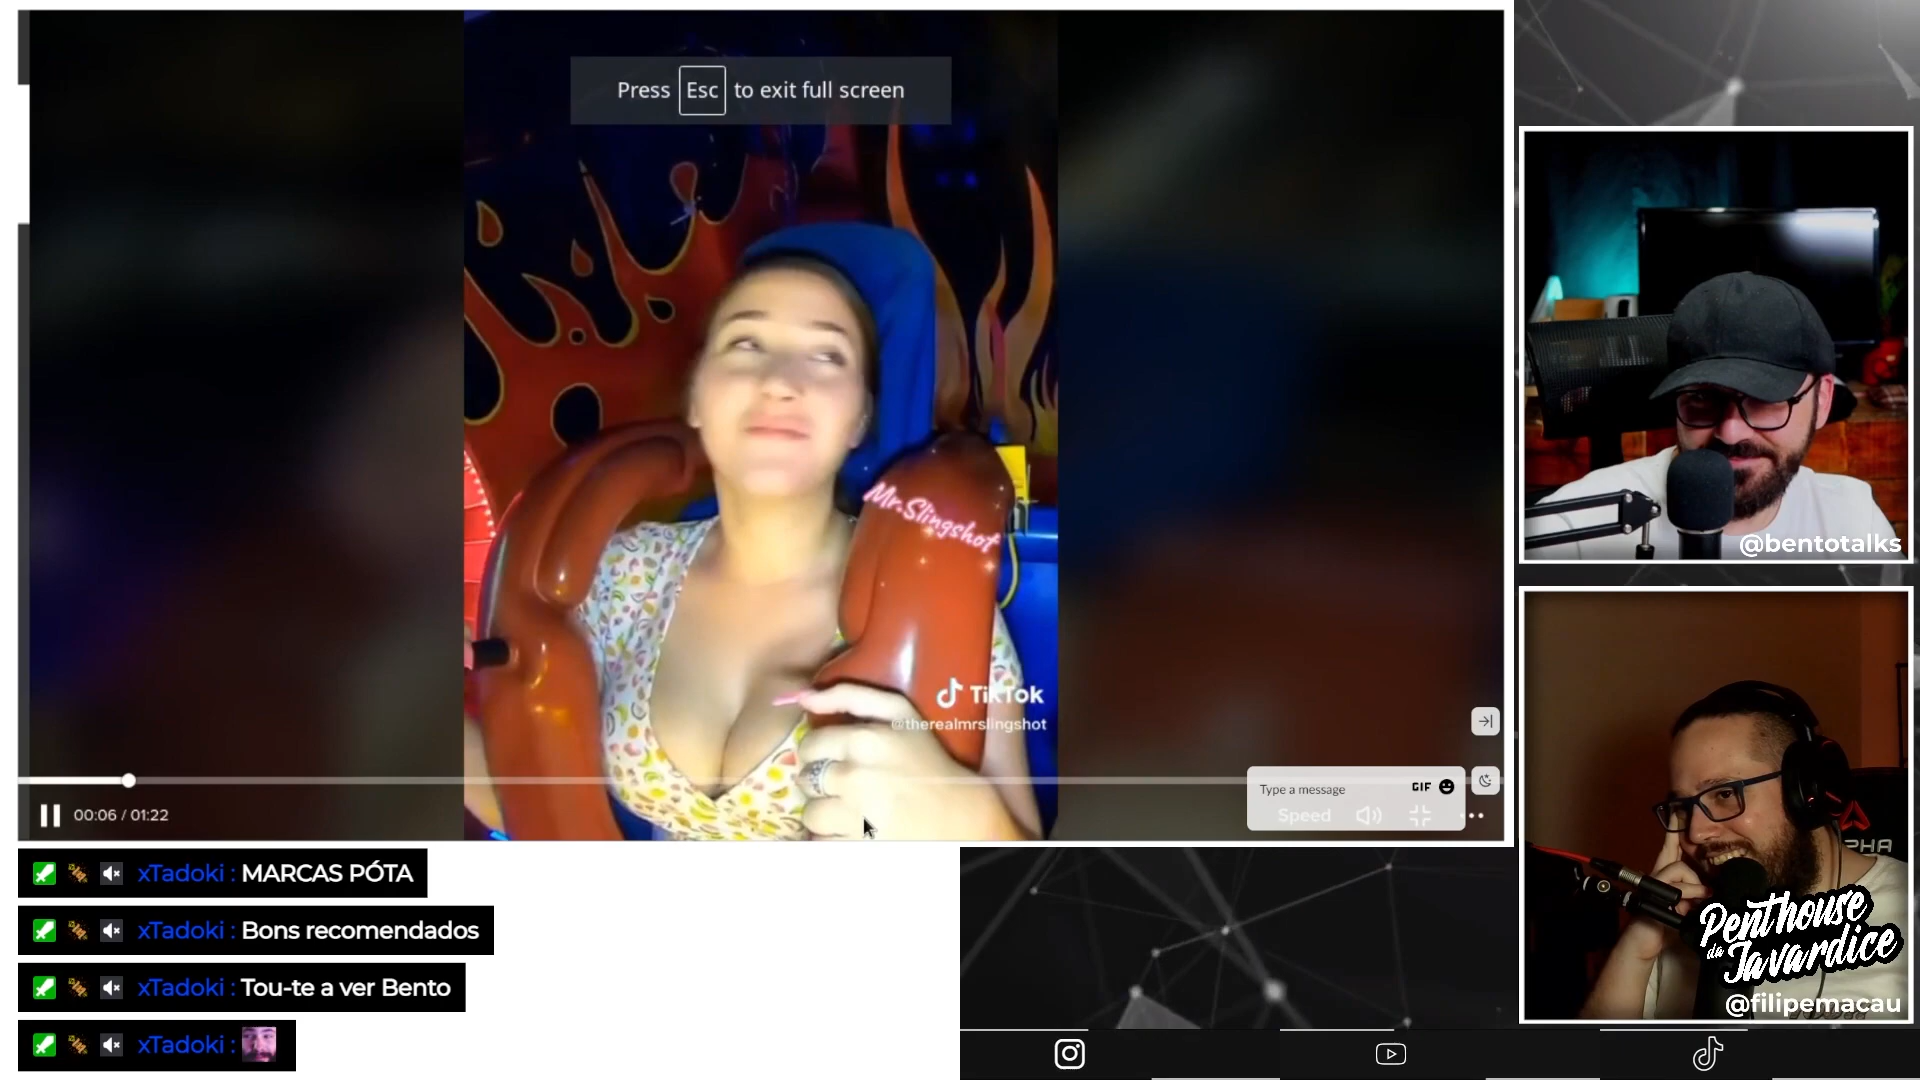 Press Esc to exit full screen
Mr.Slingshot
TikTok
@therealmrslingshot
Type a message GIF
Speed
00:06 / 01:22
xTadoki : MARCAS PÓTA
xTadoki : Bons recomendados
xTadoki : Tou-te a ver Bento
xTadoki :
@bentotalks
Penthouse
da Javardice
@filipemacau